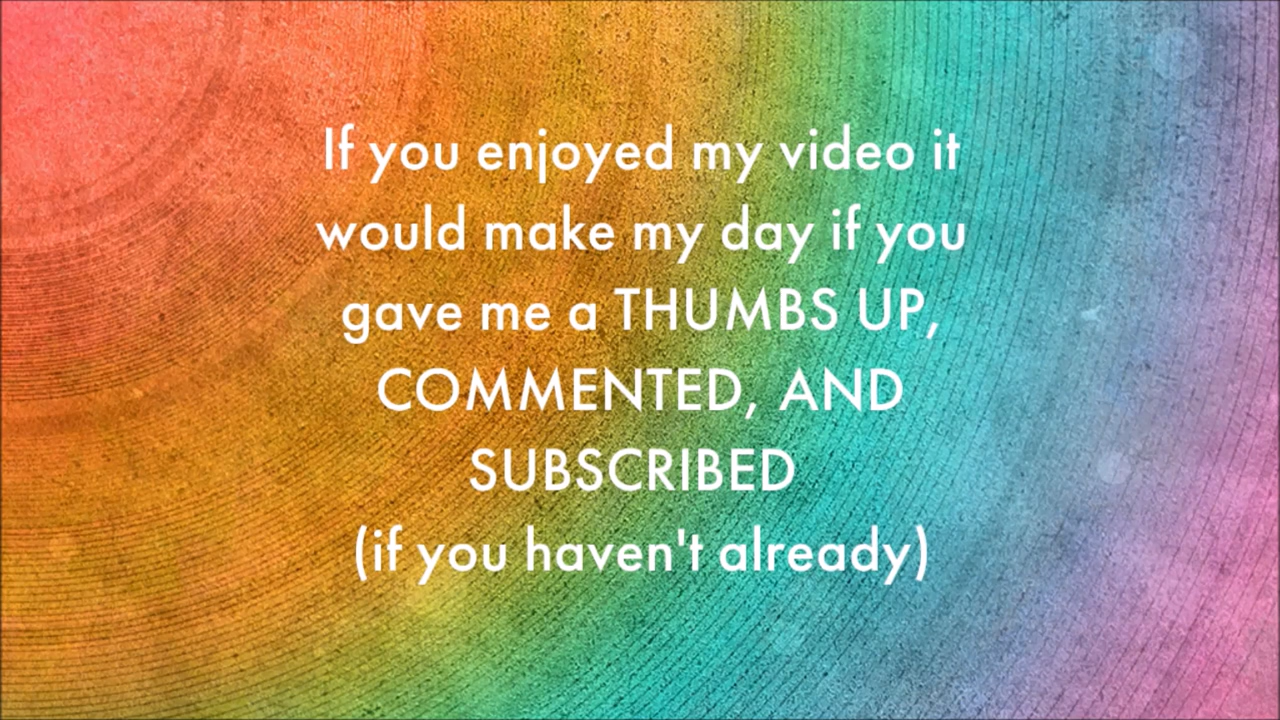 If you enjoyed my video it
would make my day if you
gave me a THUMBS UP,
COMMENTED, AND
SUBSCRIBED
(if you haven't already)